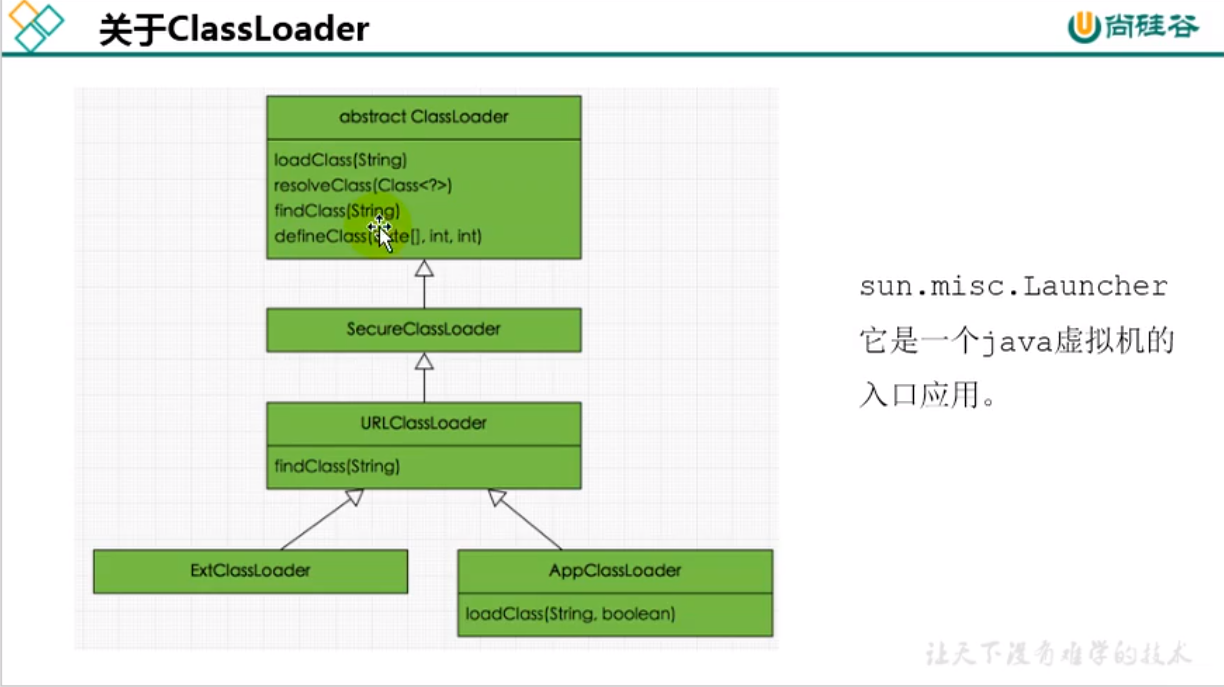 关于ClassLoader
尚硅谷
abstract ClassLoader
loadClass(String)
resolveClass(Class<?>)
findClass(String)
defineClass(byte[], int, int)
SecureClassLoader
URLClassLoader
findClass(String)
ExtClassLoader
AppClassLoader
loadClass(String, boolean)
sun.misc.Launcher
它是一个java虚拟机的
入口应用。
让天下没有难学的技术